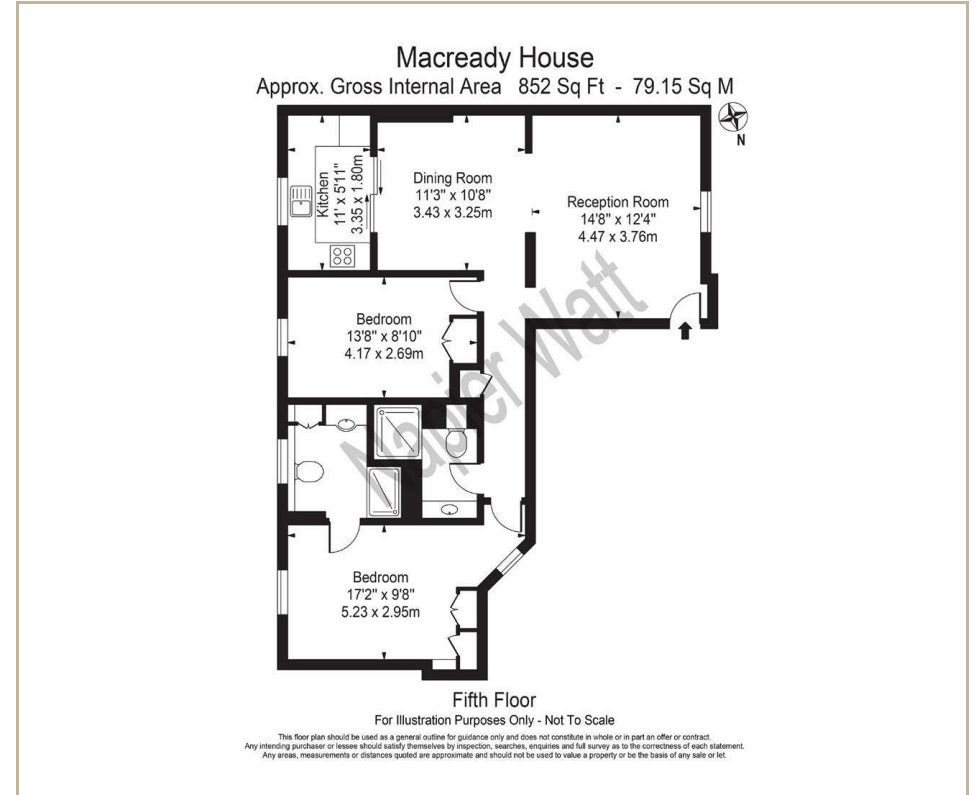 Macready House
Approx. Gross Internal Area 852 Sq Ft - 79.15 Sq M
N
Kitchen
11' x 5'11"
3.35 x 1.80m
Dining Room
11'3" x 10'8"
3.43 x 3.25m
Reception Room
14'8" x 12'4"
4.47 x 3.76m
Bedroom
13'8" x 8'10"
4.17 x 2.69m
Napier Watt
Bedroom
17'2" x 9'8"
5.23 x 2.95m
Fifth Floor
For Illustration Purposes Only - Not To Scale
This floor plan should be used as a general outline for guidance only and does not constitute in whole or in part an offer or contract.
Any intending purchaser or lessee should satisfy themselves by inspection, searches, enquiries and full survey as to the correctness of each statement.
Any areas, measurements or distances quoted are approximate and should not be used to value a property or be the basis of any sale or let.